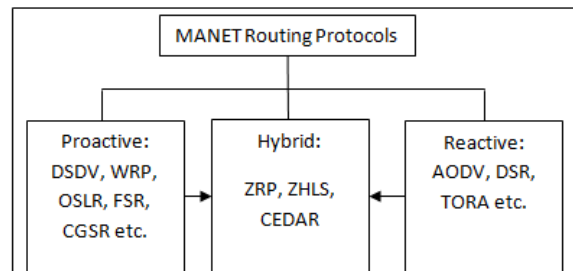 MANET Routing Protocols
Proactive:
DSDV, WRP,
OSLR, FSR,
CGSR etc.
Hybrid:
ZRP, ZHLS,
CEDAR
Reactive:
AODV, DSR,
TORA etc.